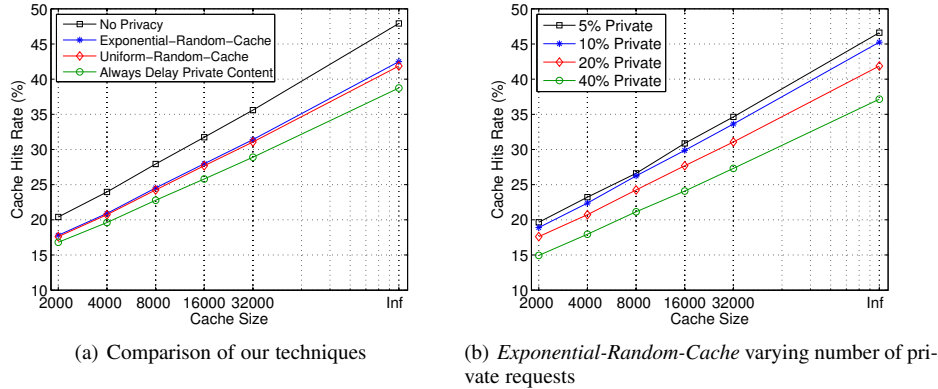 50
45
40
35
30
25
20
15
10
Cache Hits Rate (%)
No Privacy
Exponential-Random-Cache
Uniform-Random-Cache
Always Delay Private Content
2000 4000 8000 16000 32000 Inf
Cache Size
(a) Comparison of our techniques
50
45
40
35
30
25
20
15
10
Cache Hits Rate (%)
5% Private
10% Private
20% Private
40% Private
2000 4000 8000 16000 32000 Inf
Cache Size
(b) Exponential-Random-Cache varying number of pri-
vate requests